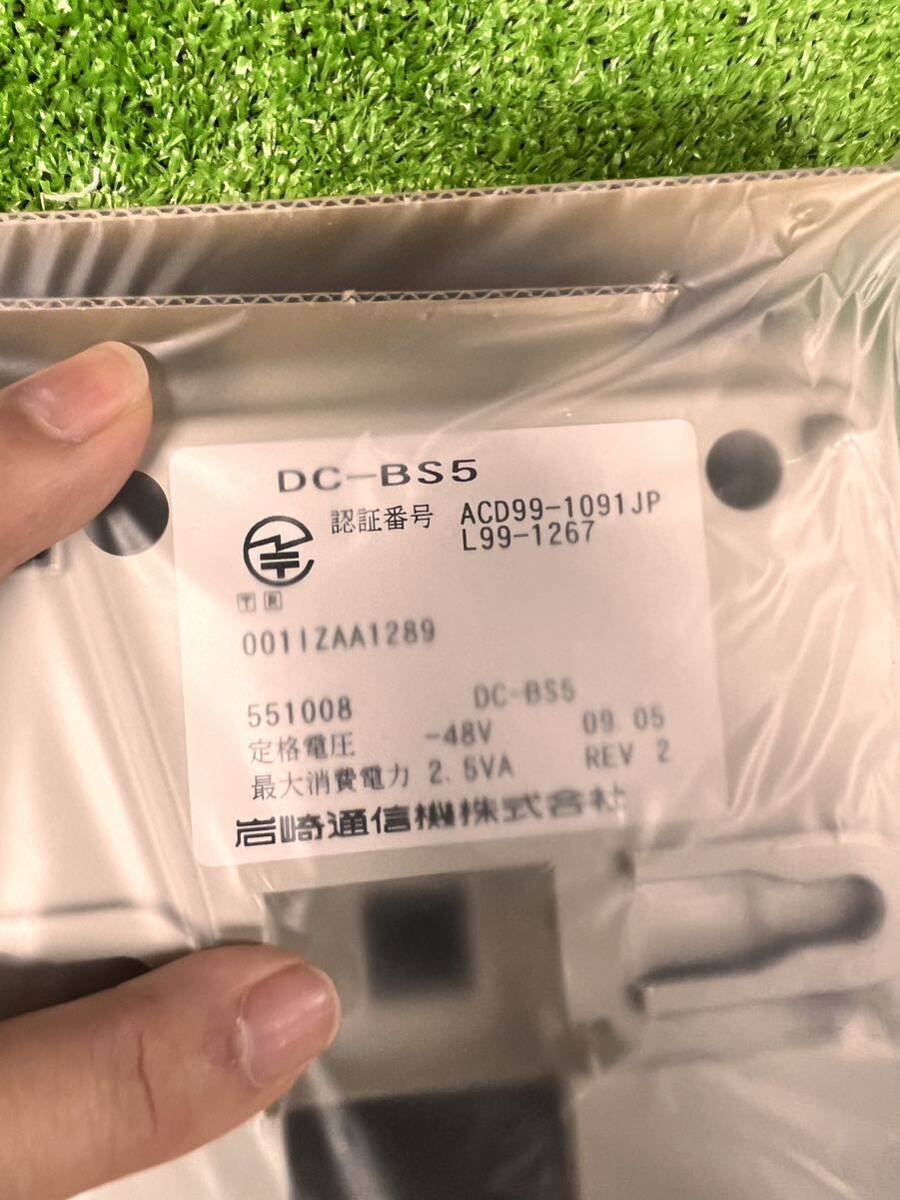 DC-BS5
認証番号 ACD99-1091JP
L99-1267
T R
001IZAA1289
551008 DC-BS5
定格電圧 -48V 09.05
最大消費電力 2.5VA REV 2
岩崎通信機株式会社